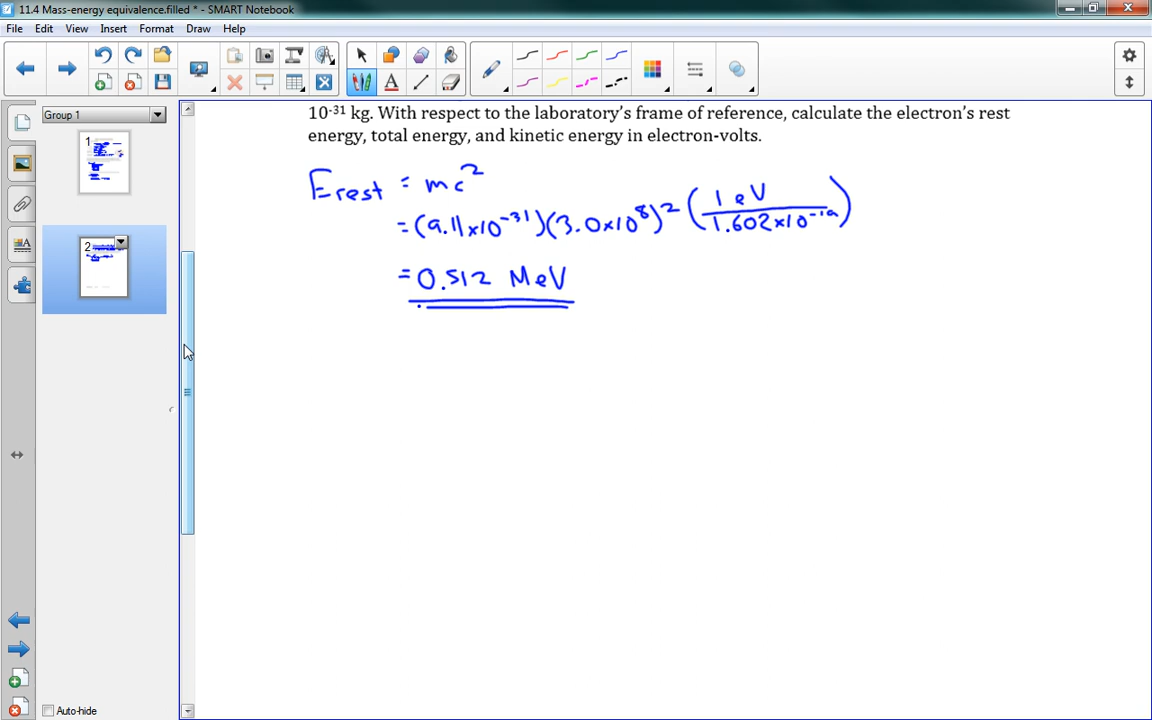 11.4 Mass-energy equivalence.filled * - SMART Notebook
File Edit View Insert Format Draw Help
Group 1
1
2
10⁻³¹ kg. With respect to the laboratory's frame of reference, calculate the electron's rest
energy, total energy, and kinetic energy in electron-volts.
E_rest = mc²
= (9.11×10⁻³¹)(3.0×10⁸)² (1 eV / 1.602×10⁻¹⁹)
= 0.512 MeV
Auto-hide